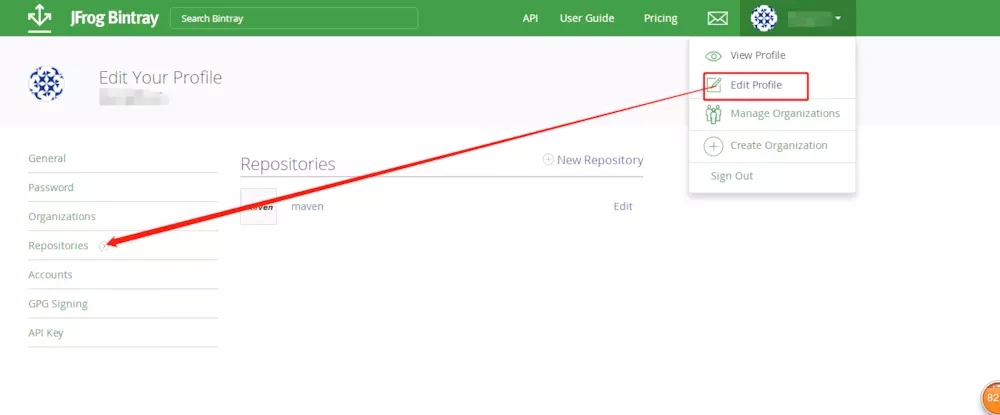 JFrog Bintray
Search Bintray
API
User Guide
Pricing
View Profile
Edit Profile
Manage Organizations
Create Organization
Sign Out
Edit Your Profile
General
Password
Organizations
Repositories
Accounts
GPG Signing
API Key
Repositories
New Repository
maven
maven
Edit
82